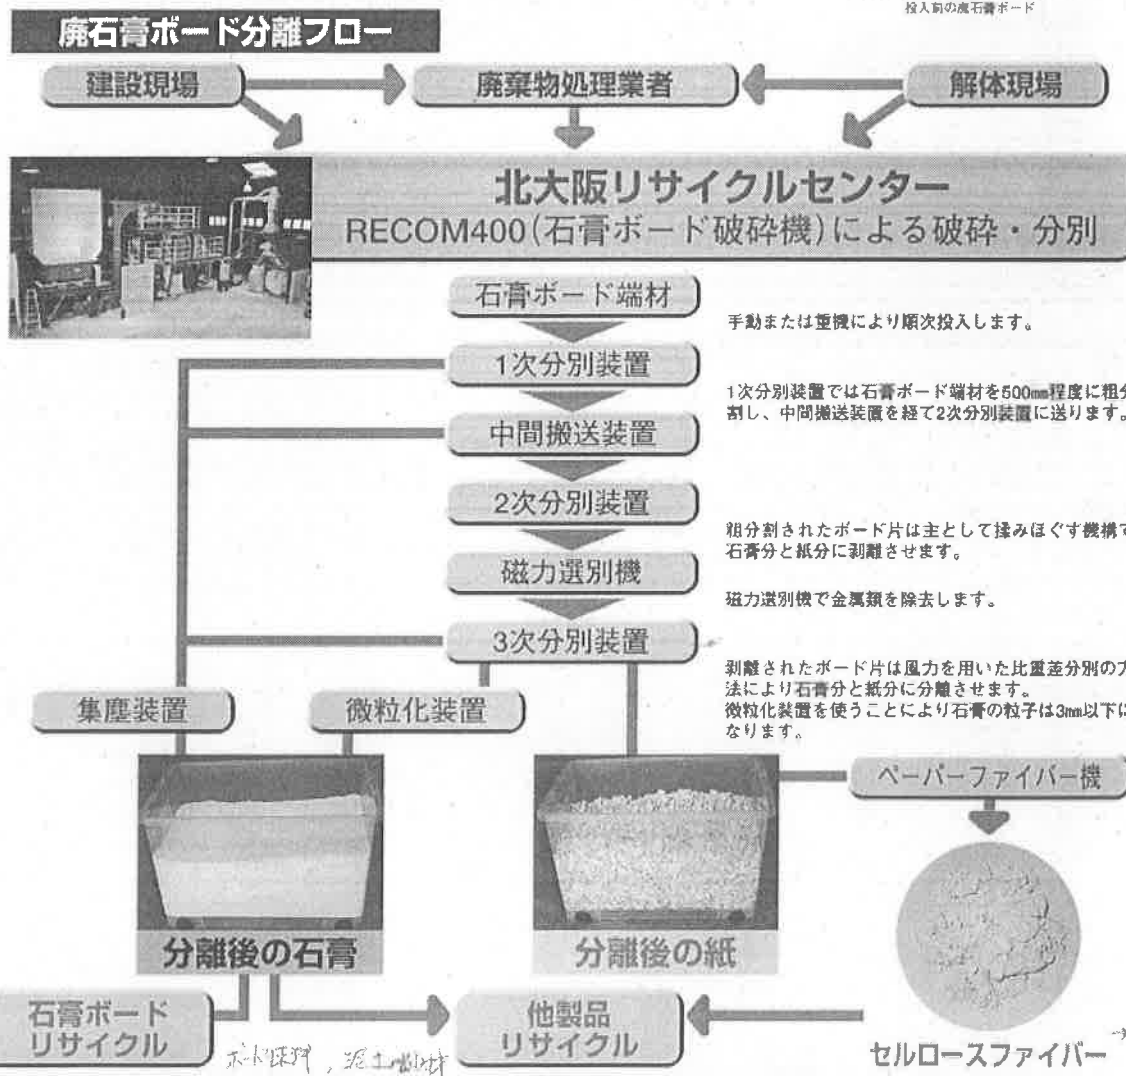 投入前の廃石膏ボード
廃石膏ボード分離フロー
建設現場
廃棄物処理業者
解体現場
北大阪リサイクルセンター
RECOM400(石膏ボード破砕機)による破砕・分別
石膏ボード端材
手動または重機により順次投入します。
1次分別装置
1次分別装置では石膏ボード端材を500mm程度に粗分
割し、中間搬送装置を経て2次分別装置に送ります。
中間搬送装置
2次分別装置
粗分割されたボード片は主として揉みほぐす機構で
石膏分と紙分に剥離させます。
磁力選別機
磁力選別機で金属類を除去します。
3次分別装置
剥離されたボード片は風力を用いた比重差分別の方
法により石膏分と紙分に分離させます。
微粒化装置を使うことにより石膏の粒子は3mm以下に
なります。
集塵装置
微粒化装置
ペーパーファイバー機
分離後の石膏
分離後の紙
石膏ボード
リサイクル
他製品
リサイクル
セルロースファイバー
ボード原料